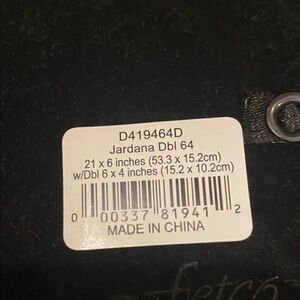 D419464D
Jardana Dbl 64
21 x 6 inches (53.3 x 15.2cm)
w/Dbl 6 x 4 inches (15.2 x 10.2cm)
0 00337 81941 2
MADE IN CHINA
fetco